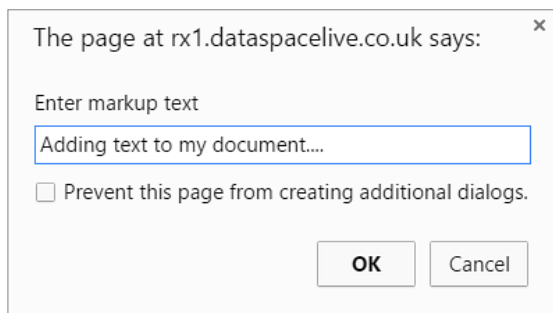 The page at rx1.dataspacelive.co.uk says:
Enter markup text
Adding text to my document....
Prevent this page from creating additional dialogs.
OK Cancel